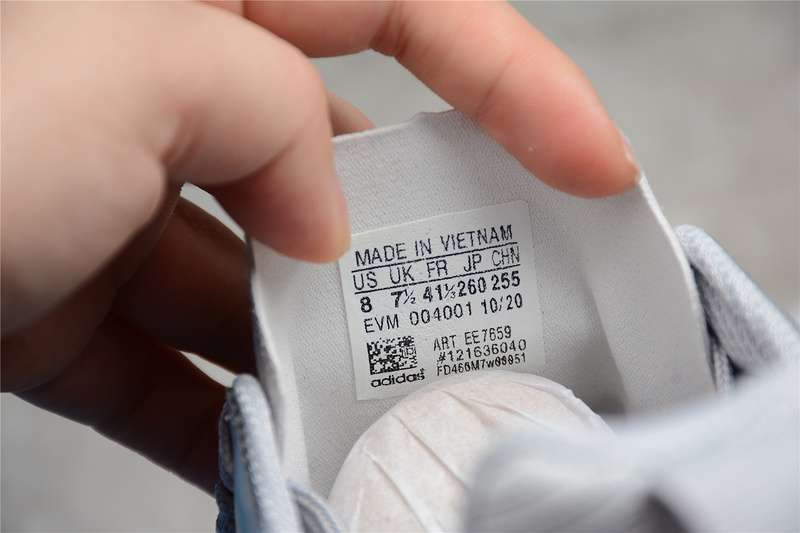 MADE IN VIETNAM
US UK FR JP CHN
8 7½ 41⅓ 260 255
EVM 004001 10/20
ART EE7659
#121636040
adidas